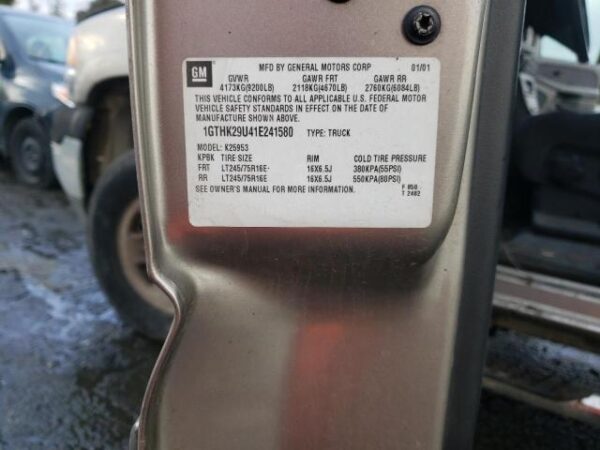 GM MFD BY GENERAL MOTORS CORP 01/01
GVWR GAWR FRT GAWR RR
4173KG(9200LB) 2118KG(4670LB) 2760KG(6084LB)
THIS VEHICLE CONFORMS TO ALL APPLICABLE U.S. FEDERAL MOTOR
VEHICLE SAFETY STANDARDS IN EFFECT ON THE DATE OF
MANUFACTURE SHOWN ABOVE.
1GTHK29U41E241580 TYPE: TRUCK
MODEL: K25953
KPBK TIRE SIZE RIM COLD TIRE PRESSURE
FRT LT245/75R16E 16X6.5J 380KPA(55PSI)
RR LT245/75R16E 16X6.5J 550KPA(80PSI)
SEE OWNER'S MANUAL FOR MORE INFORMATION.
F 050
T 2482